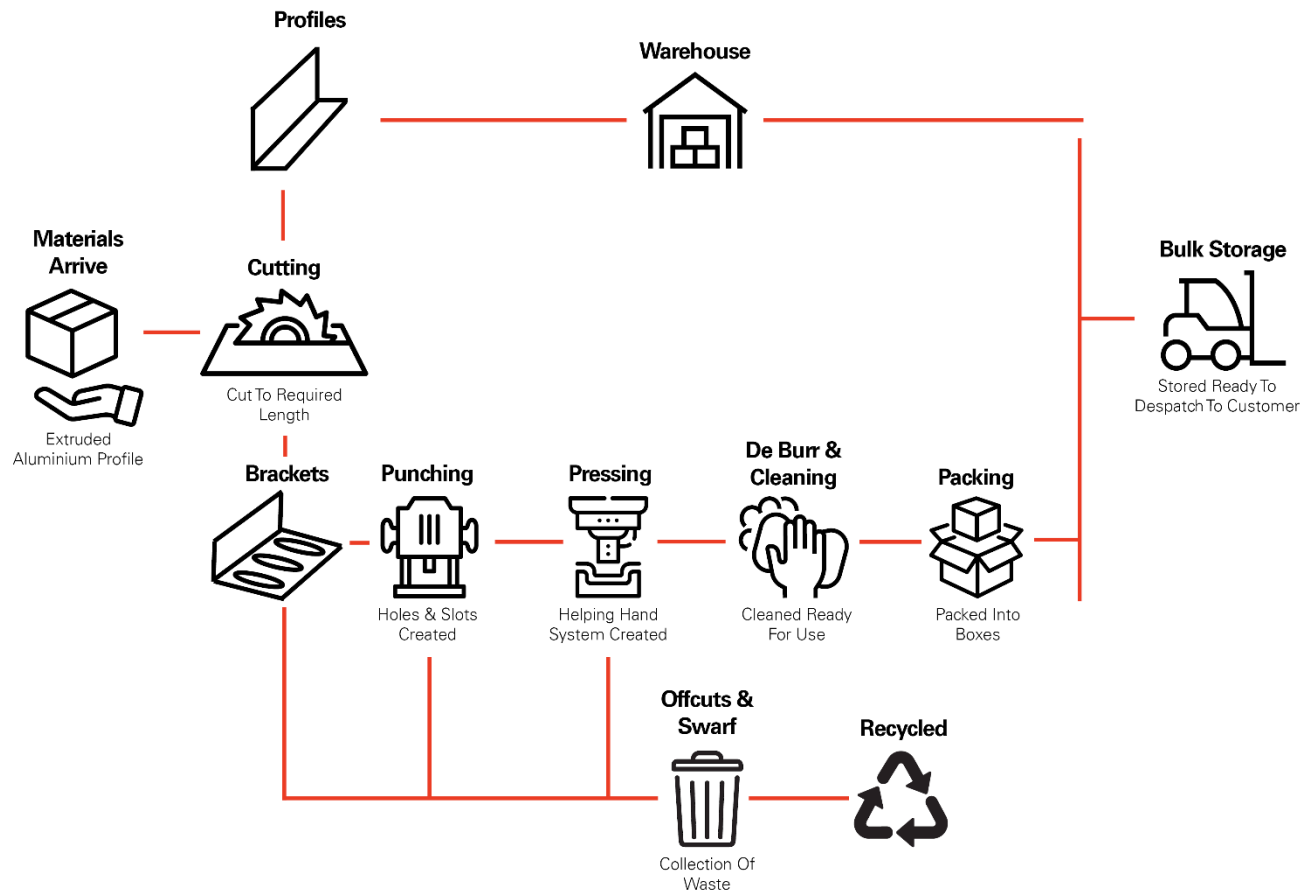 Profiles
Warehouse
Materials
Arrive
Extruded
Aluminium Profile
Cutting
Cut To Required
Length
Bulk Storage
Stored Ready To
Despatch To Customer
Brackets
Punching
Holes & Slots
Created
Pressing
Helping Hand
System Created
De Burr &
Cleaning
Cleaned Ready
For Use
Packing
Packed Into
Boxes
Offcuts &
Swarf
Collection Of
Waste
Recycled